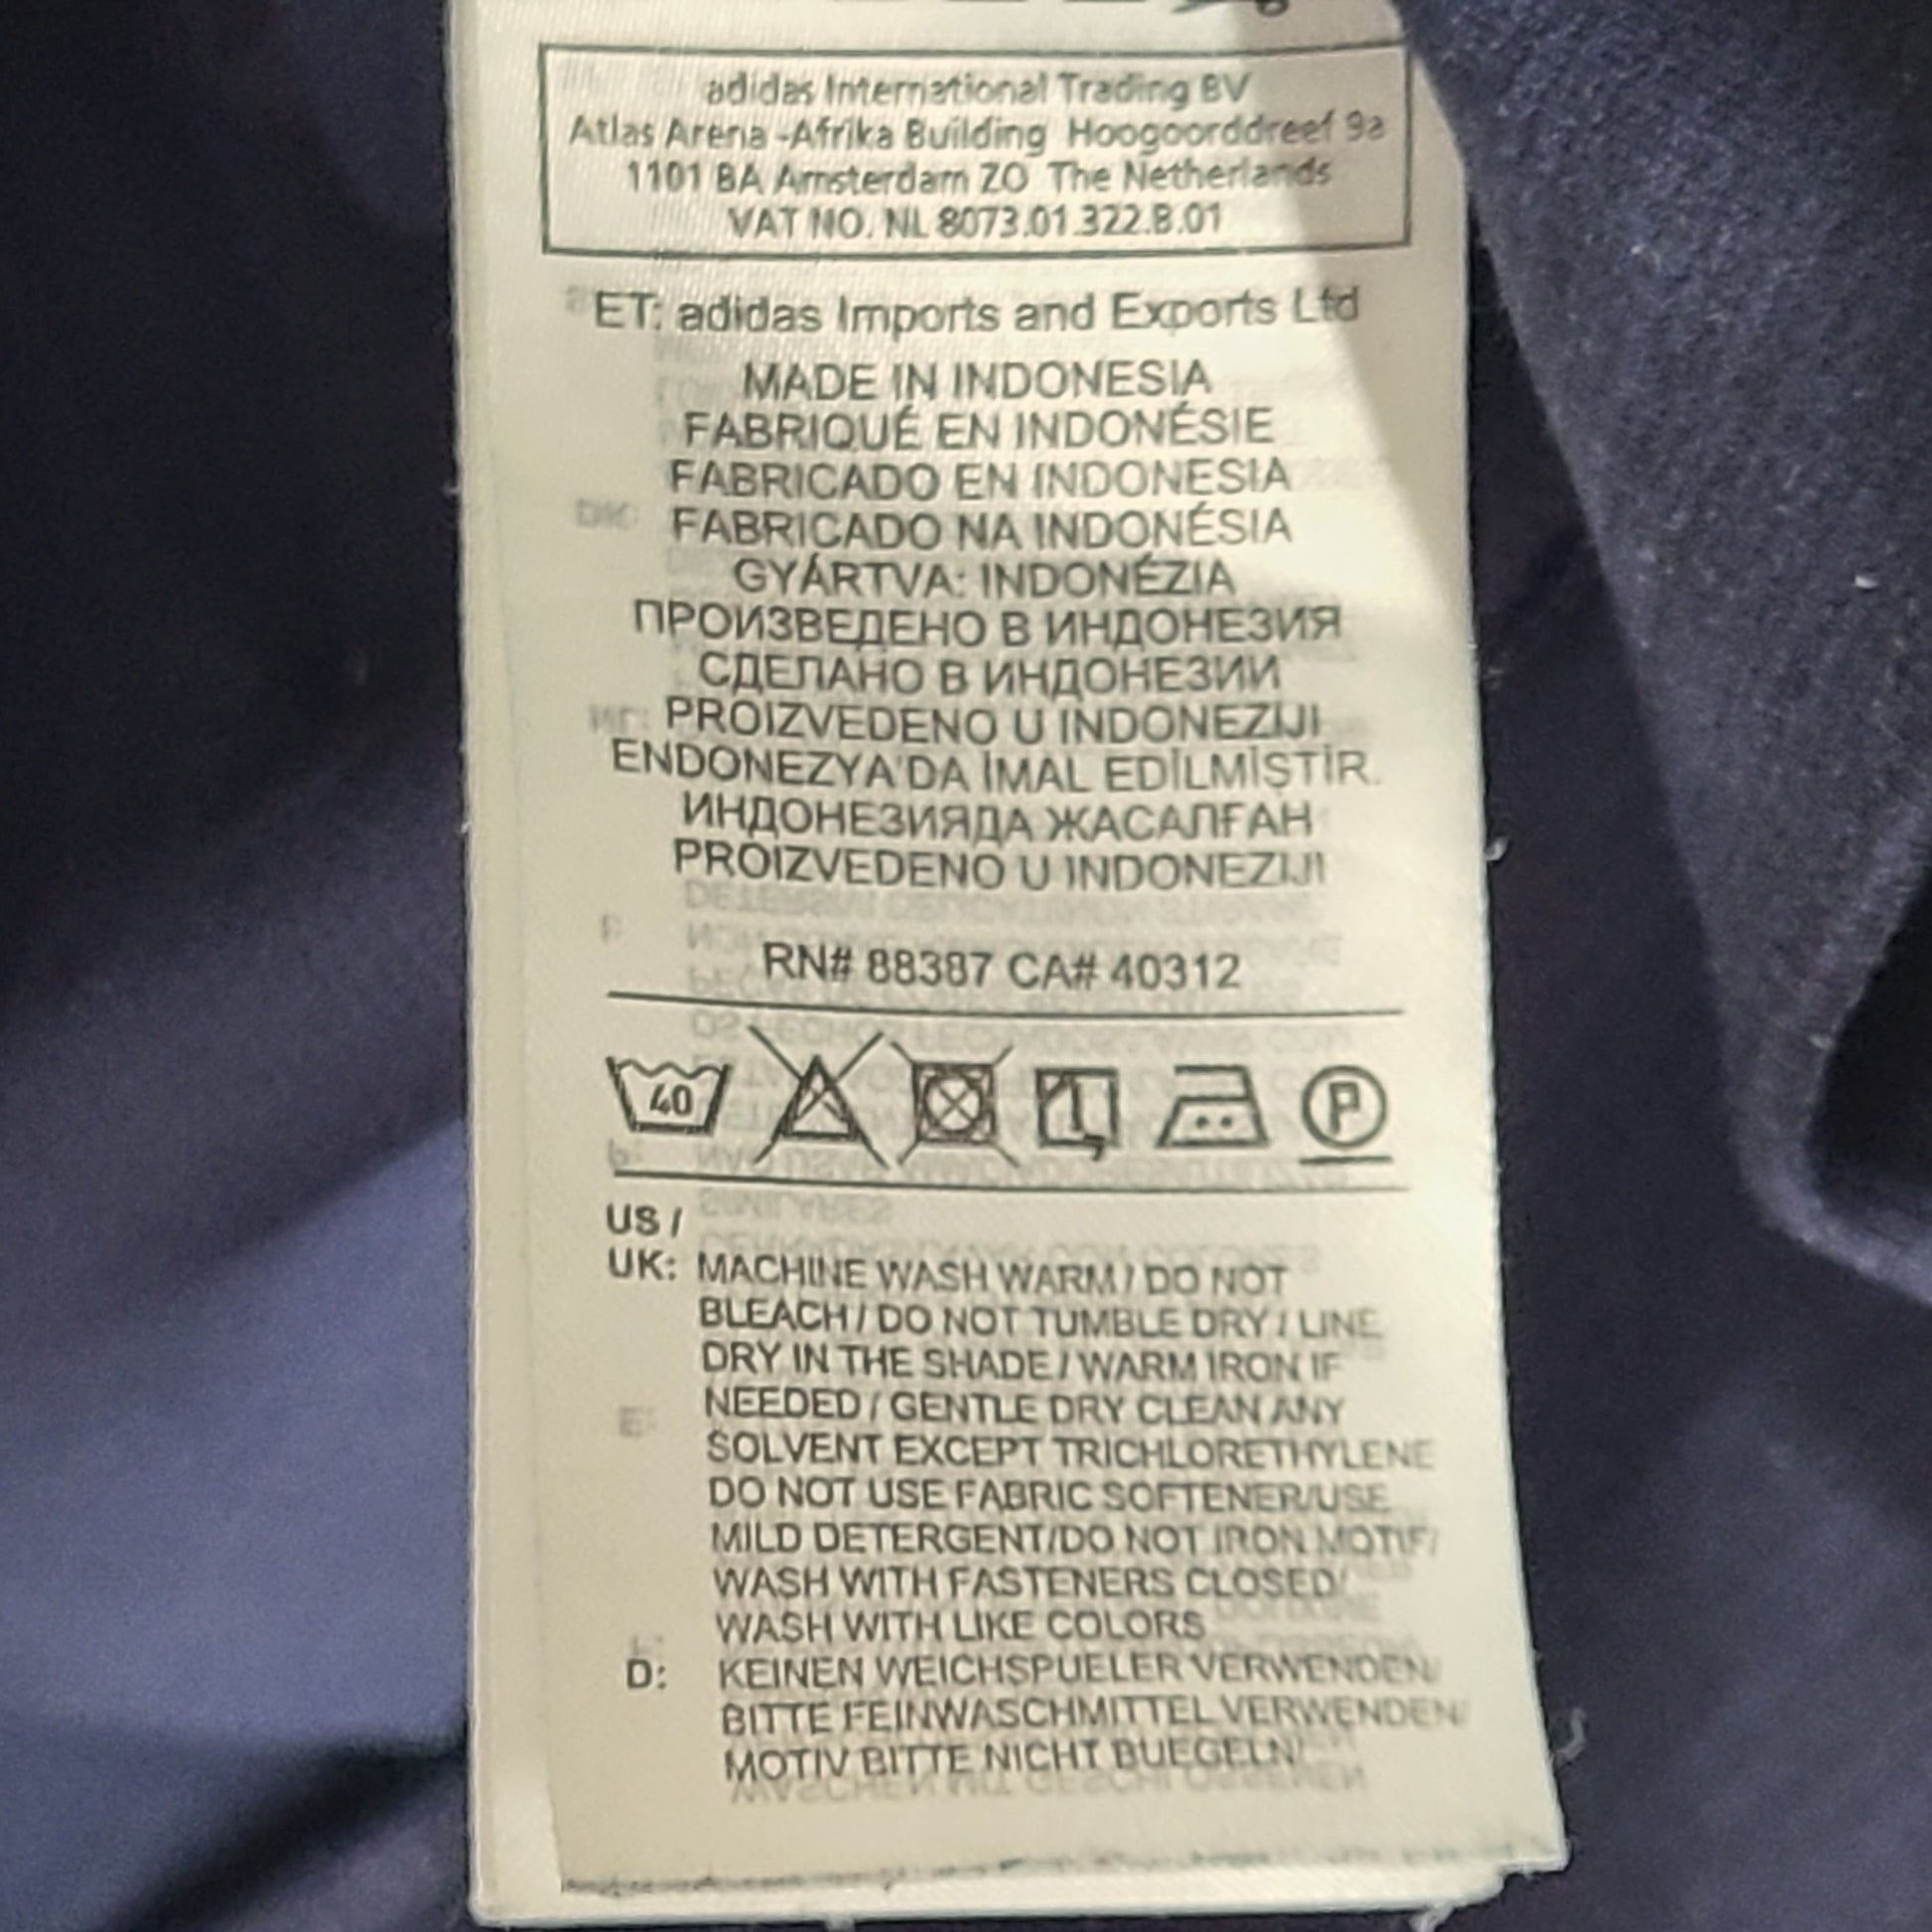 adidas International Trading BV
Atlas Arena -Afrika Building Hoogoorddreef 9a
1101 BA Amsterdam ZO The Netherlands
VAT NO. NL 8073.01.322.B.01
ET: adidas Imports and Exports Ltd
MADE IN INDONESIA
FABRIQUÉ EN INDONÉSIE
FABRICADO EN INDONESIA
FABRICADO NA INDONÉSIA
GYÁRTVA: INDONÉZIA
ПРОИЗВЕДЕНО В ИНДОНЕЗИЯ
СДЕЛАНО В ИНДОНЕЗИИ
PROIZVEDENO U INDONEZIJI
ENDONEZYA'DA İMAL EDİLMİŞTİR.
ИНДОНЕЗИЯДА ЖАСАЛҒАН
PROIZVEDENO U INDONEZIJI
RN# 88387 CA# 40312
40 P
US /
UK: MACHINE WASH WARM / DO NOT
BLEACH / DO NOT TUMBLE DRY / LINE
DRY IN THE SHADE / WARM IRON IF
NEEDED / GENTLE DRY CLEAN ANY
SOLVENT EXCEPT TRICHLORETHYLENE
DO NOT USE FABRIC SOFTENER/USE
MILD DETERGENT/DO NOT IRON MOTIF/
WASH WITH FASTENERS CLOSED/
WASH WITH LIKE COLORS
D: KEINEN WEICHSPUELER VERWENDEN/
BITTE FEINWASCHMITTEL VERWENDEN/
MOTIV BITTE NICHT BUEGELN/